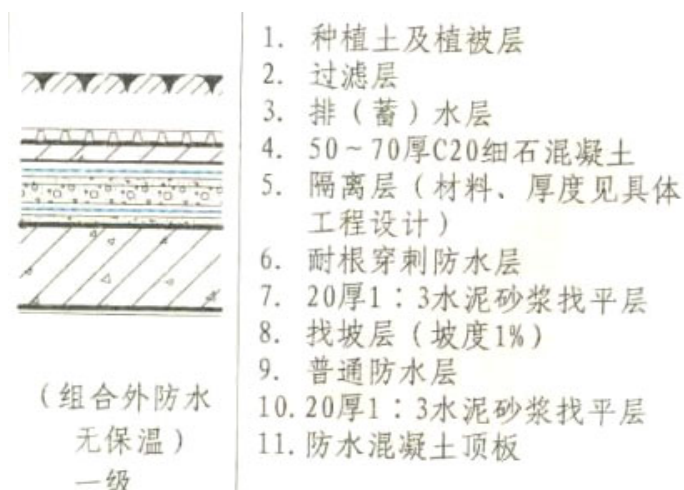 1. 种植土及植被层
2. 过滤层
3. 排（蓄）水层
4. 50～70厚C20细石混凝土
5. 隔离层（材料、厚度见具体
工程设计）
6. 耐根穿刺防水层
7. 20厚1：3水泥砂浆找平层
8. 找坡层（坡度1%）
9. 普通防水层
10.20厚1：3水泥砂浆找平层
11.防水混凝土顶板
（组合外防水
无保温）
一级